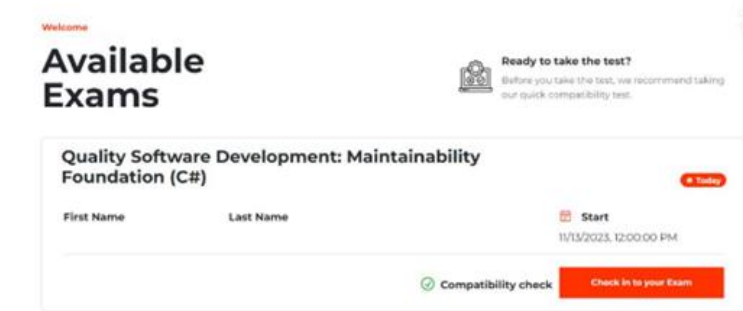 Welcome
Available
Exams
Ready to take the test?
Before you take the test, we recommend taking
our quick compatibility test.
Quality Software Development: Maintainability
Foundation (C#)
Today
First Name Last Name Start
11/13/2023, 12:00:00 PM
Compatibility check Check in to your Exam